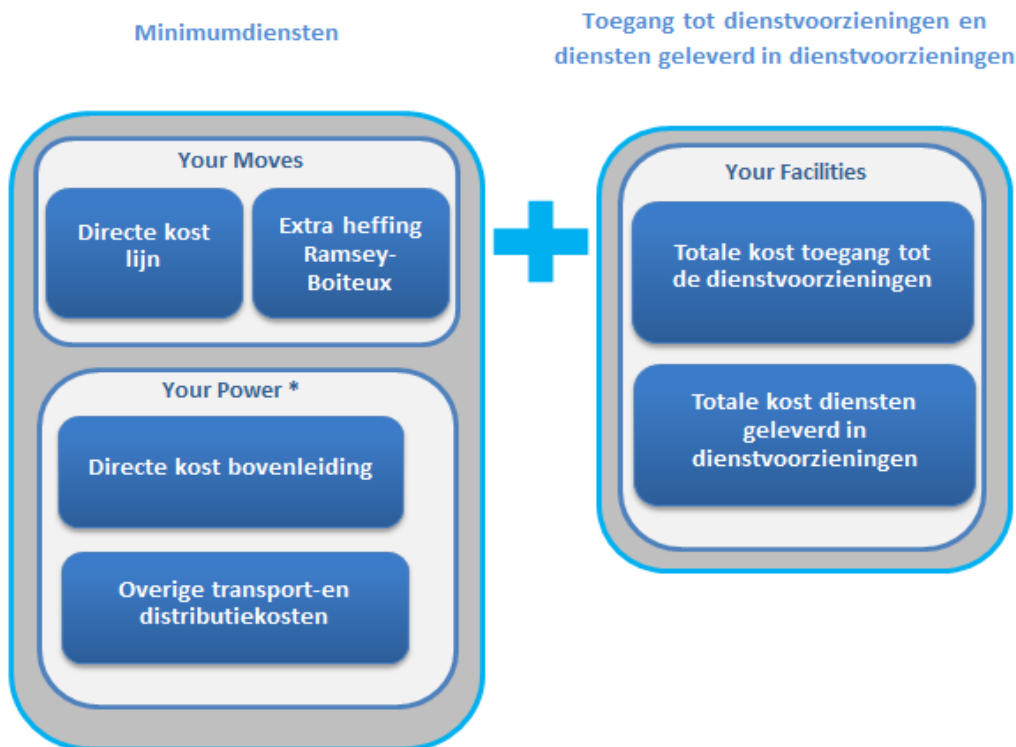 Minimumdiensten
Toegang tot dienstvoorzieningen en
diensten geleverd in dienstvoorzieningen
Your Moves
Directe kost
lijn
Extra heffing
Ramsey-
Boiteux
Your Power *
Directe kost bovenleiding
Overige transport-en
distributiekosten
Your Facilities
Totale kost toegang tot
de dienstvoorzieningen
Totale kost diensten
geleverd in
dienstvoorzieningen